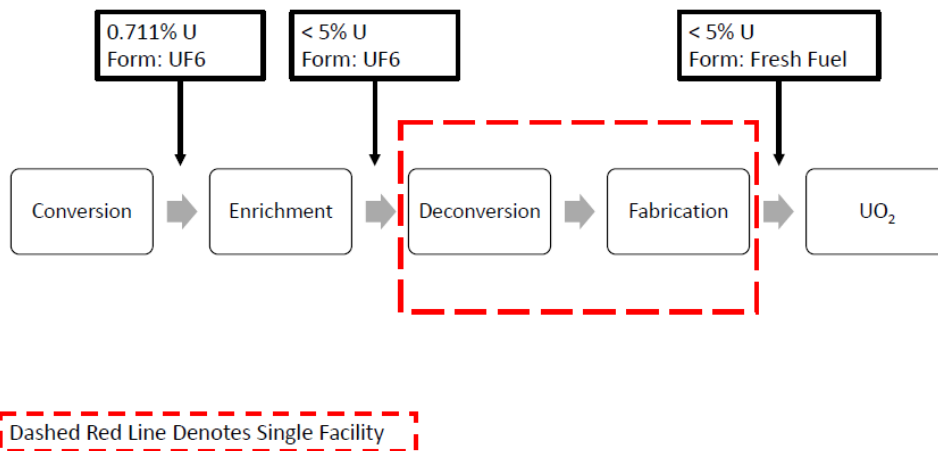 0.711% U
Form: UF6
< 5% U
Form: UF6
< 5% U
Form: Fresh Fuel
Conversion
Enrichment
Deconversion
Fabrication
UO₂
Dashed Red Line Denotes Single Facility